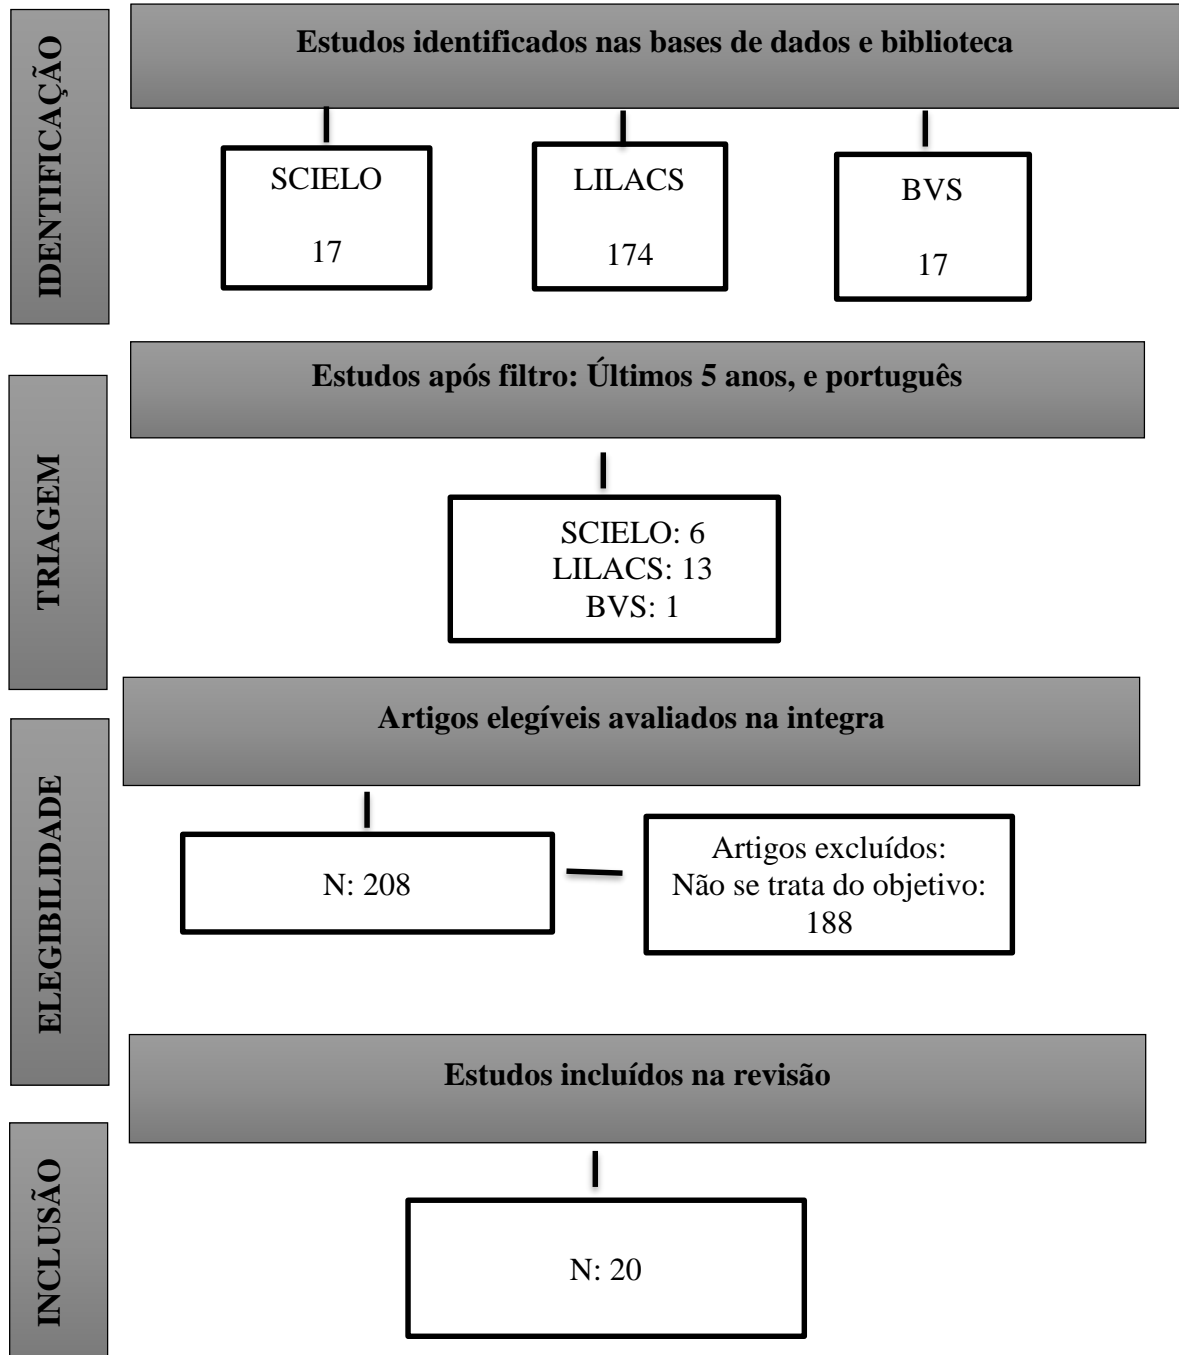 IDENTIFICAÇÃO
Estudos identificados nas bases de dados e biblioteca
SCIELO
17
LILACS
174
BVS
17
TRIAGEM
Estudos após filtro: Últimos 5 anos, e português
SCIELO: 6
LILACS: 13
BVS: 1
ELEGIBILIDADE
Artigos elegíveis avaliados na integra
N: 208
Artigos excluídos:
Não se trata do objetivo:
188
INCLUSÃO
Estudos incluídos na revisão
N: 20